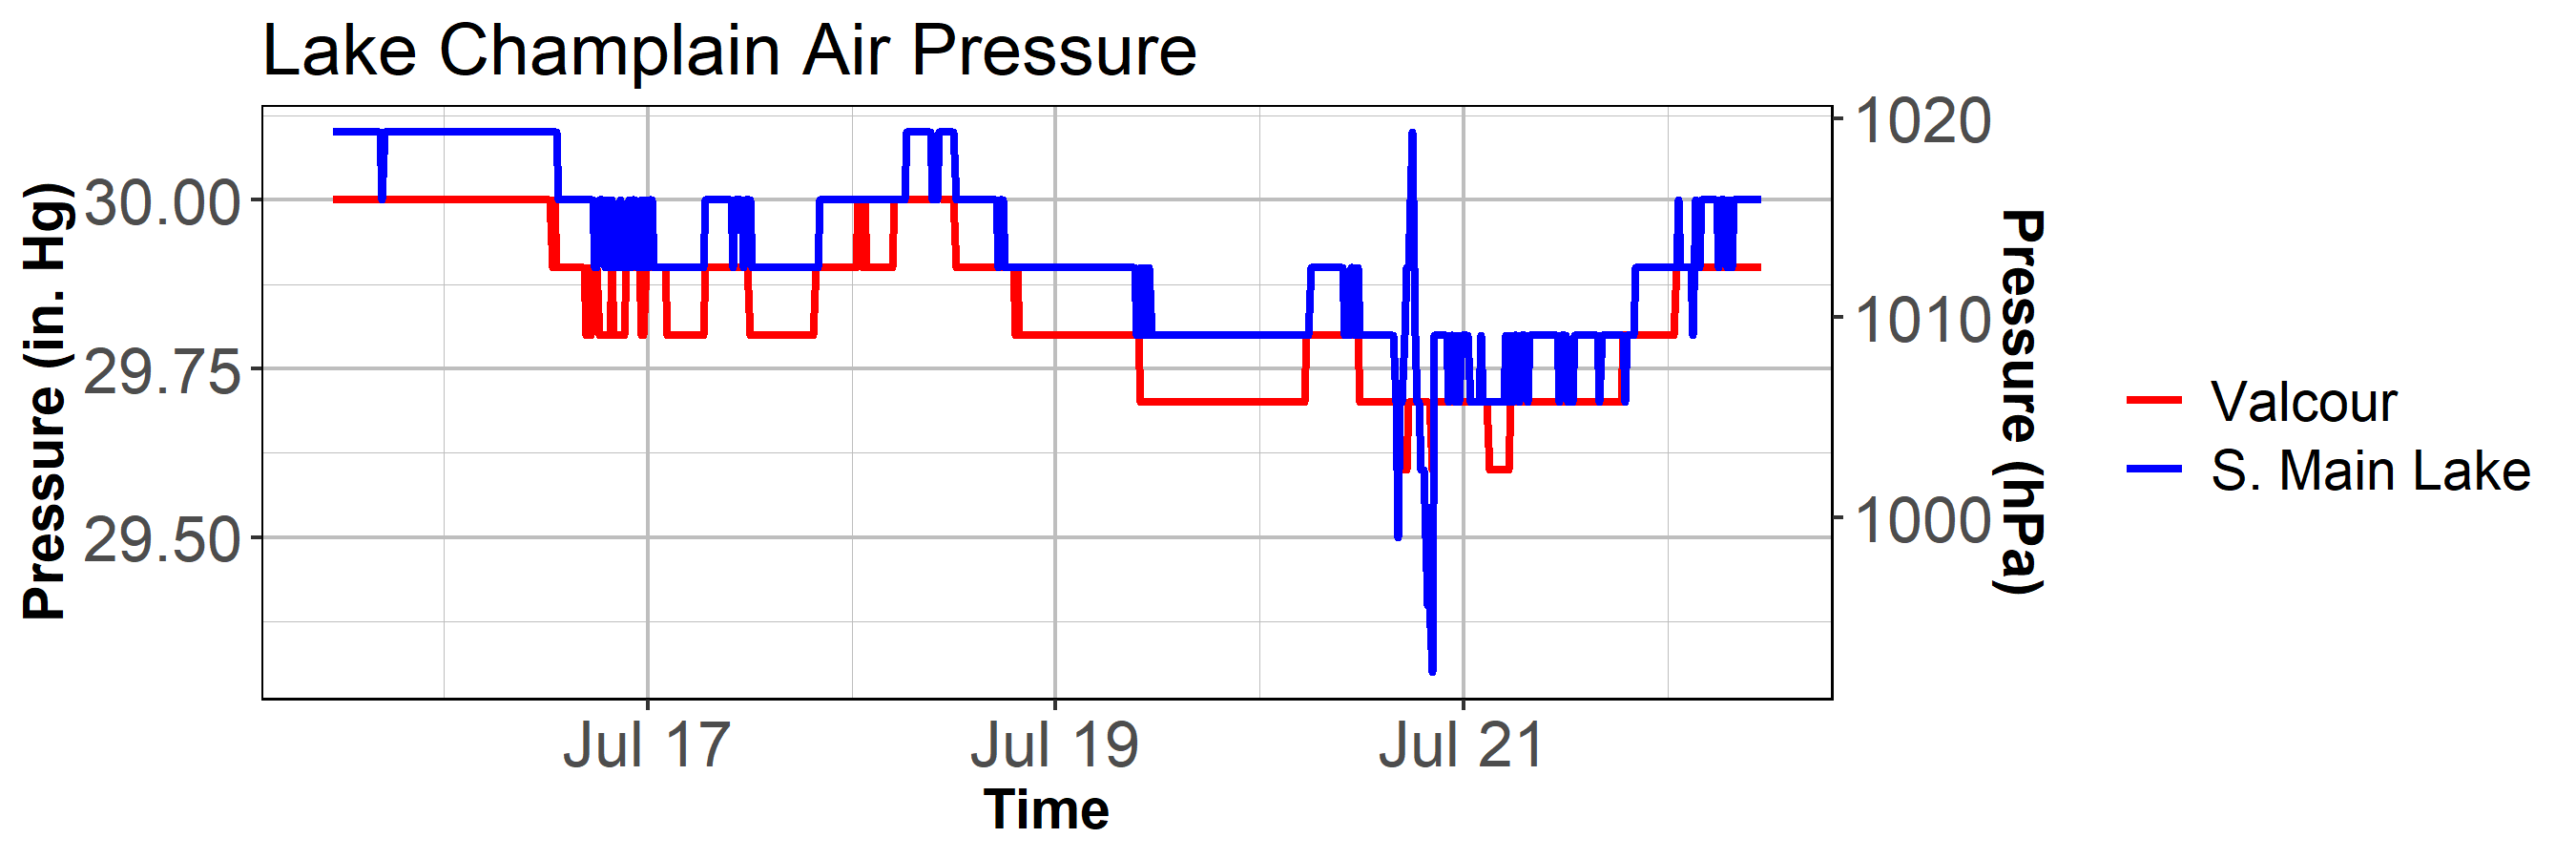 Lake Champlain Air Pressure
Pressure (in. Hg)
30.00
29.75
29.50
1020
1010
1000
Pressure (hPa)
Jul 17
Jul 19
Jul 21
Time
Valcour
S. Main Lake